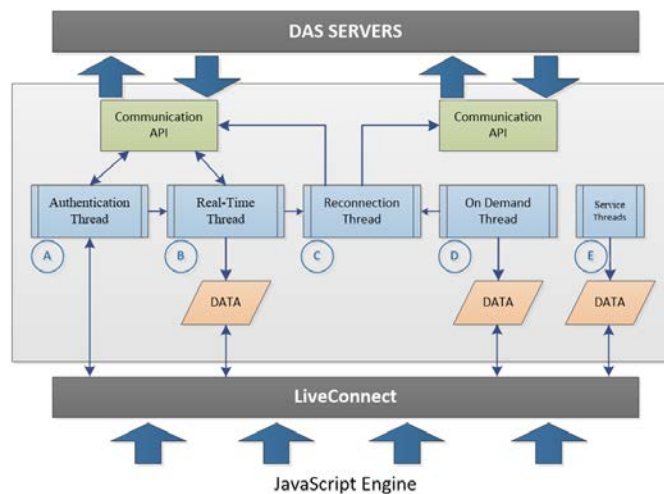 DAS SERVERS
Communication
API
Communication
API
Authentication
Thread
Real-Time
Thread
Reconnection
Thread
On Demand
Thread
Service
Threads
A
B
C
D
E
DATA
DATA
DATA
LiveConnect
JavaScript Engine